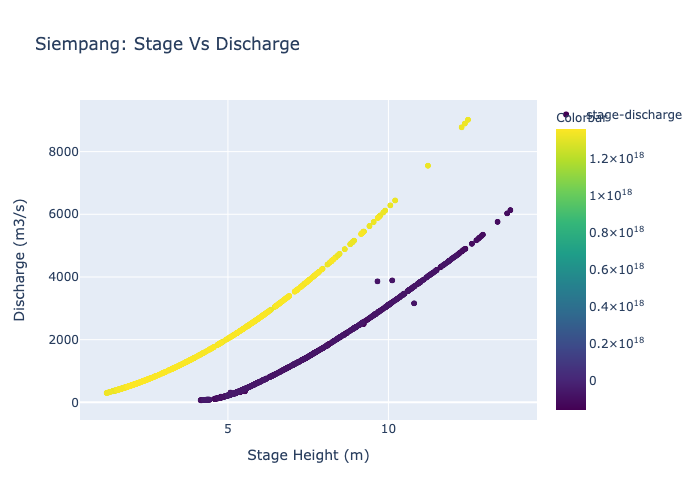 Siempang: Stage Vs Discharge
stage-discharge
Colorbar
1.2×10¹⁸
1×10¹⁸
0.8×10¹⁸
0.6×10¹⁸
0.4×10¹⁸
0.2×10¹⁸
0
8000
6000
4000
2000
0
Discharge (m3/s)
5
10
Stage Height (m)